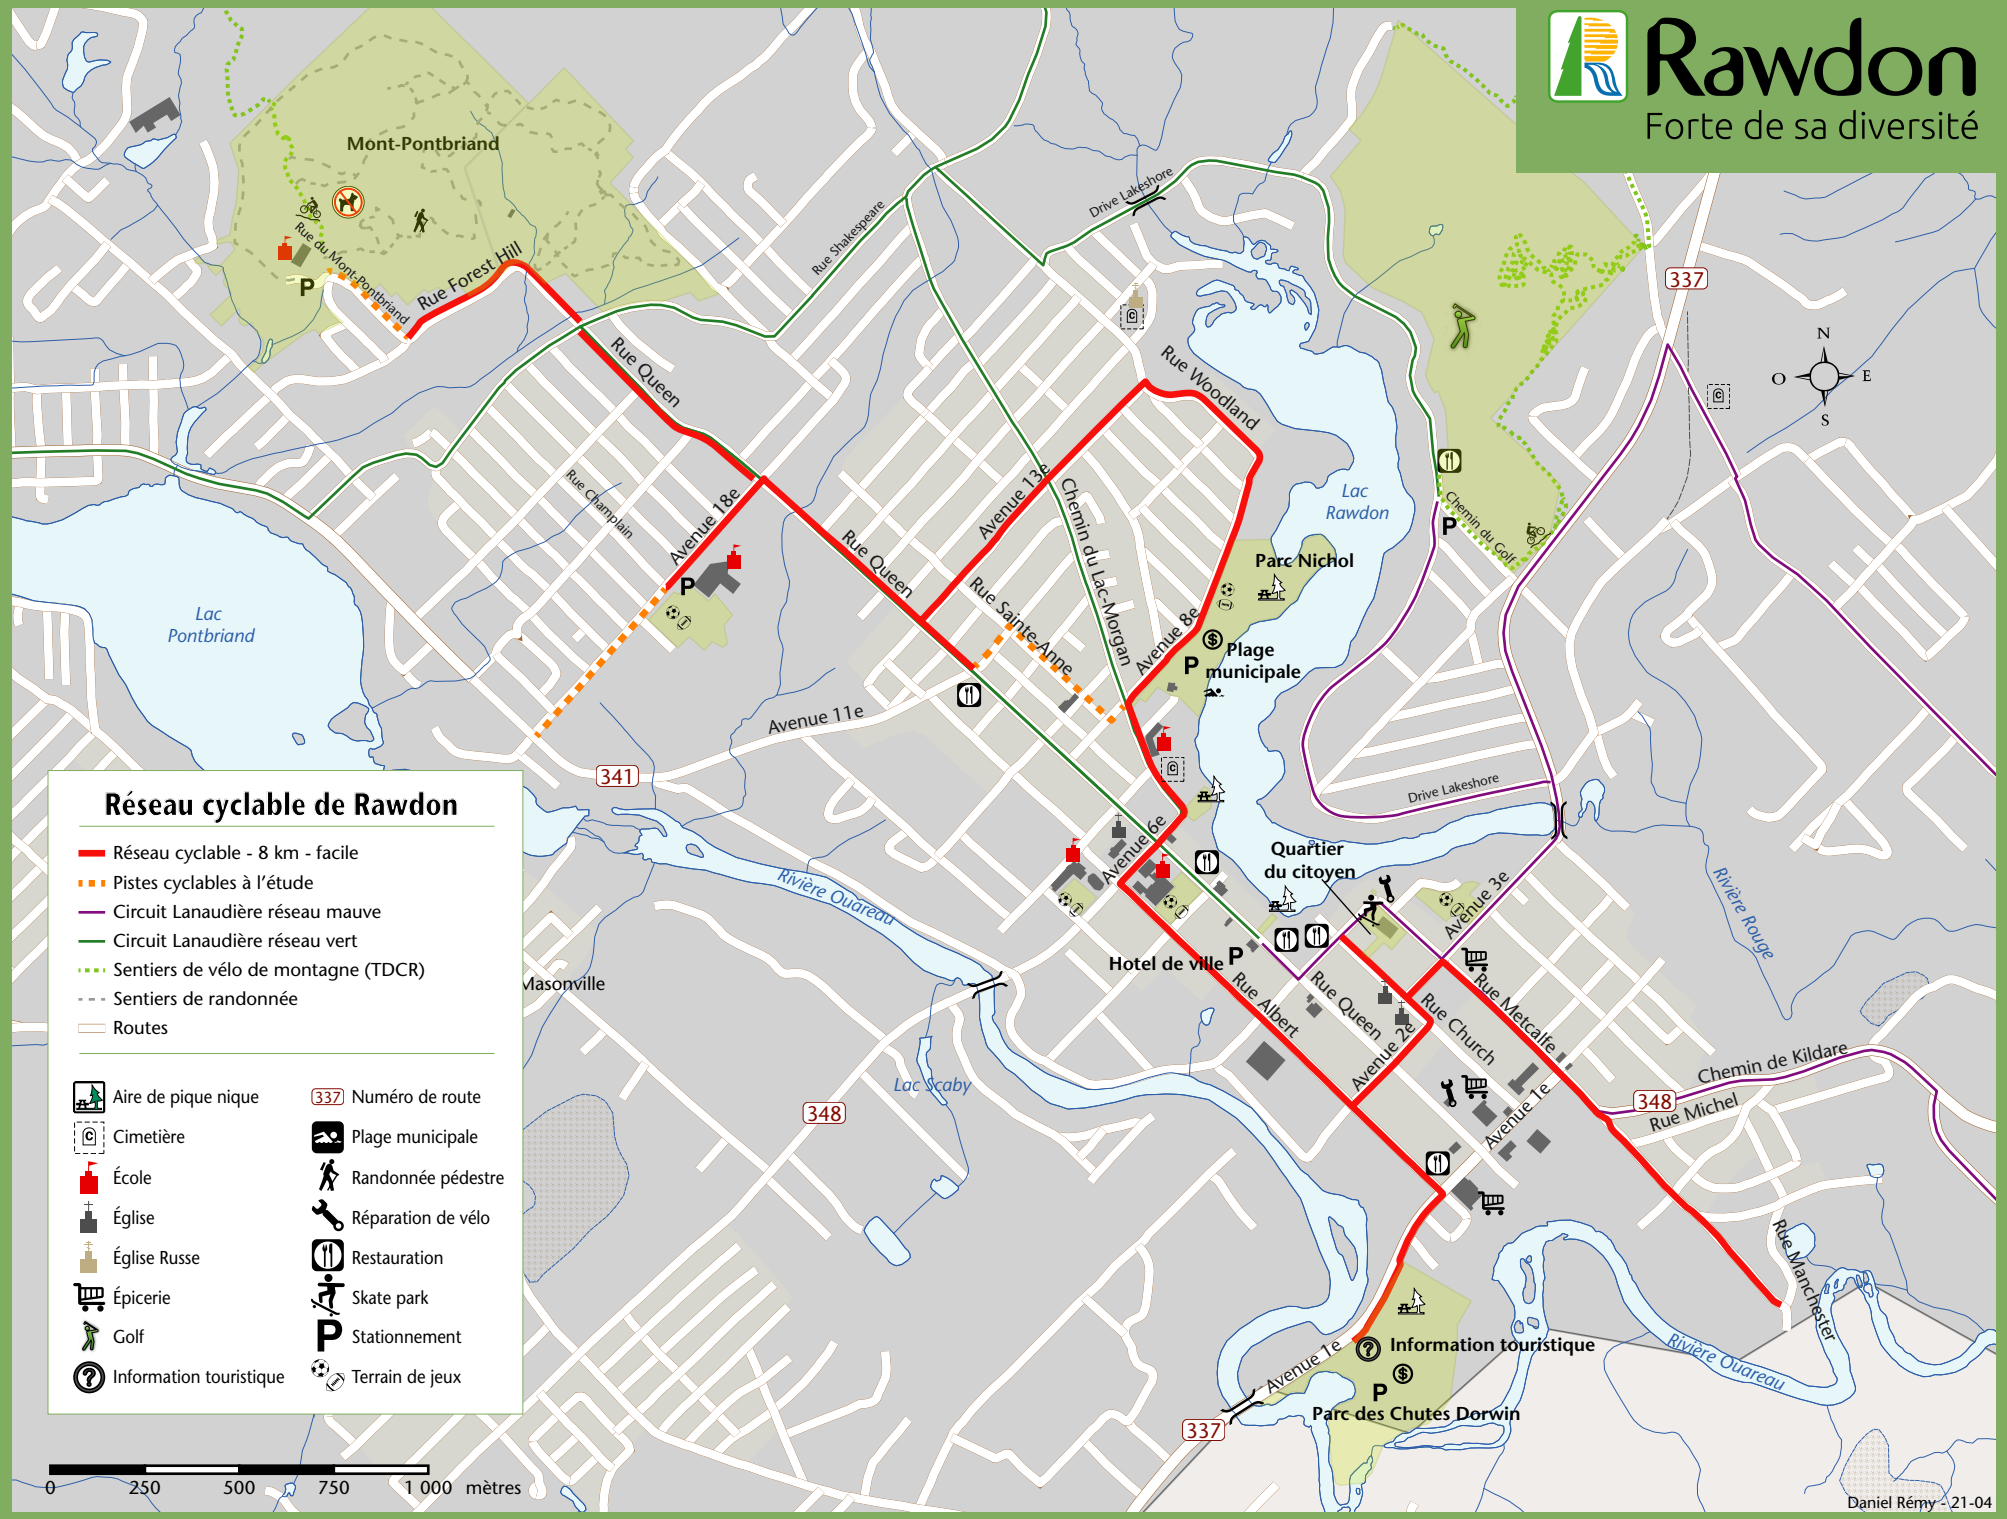 Rawdon
Forte de sa diversité
Mont-Pontbriand
Rue du Mont-Pontbriand
P
Rue Forest Hill
Rue Shakespeare
Drive Lakeshore
337
N
O
E
S
C
C
Rue Queen
Rue Woodland
Rue Champlain
Avenue 18e
P
Avenue 13e
Chemin du Lac-Morgan
Lac
Rawdon
Chemin du Golf
P
Rue Queen
Rue Sainte-Anne
Parc Nichol
Avenue 8e
P
Plage
municipale
Lac
Pontbriand
Avenue 11e
341
C
Drive Lakeshore
Avenue 6e
Quartier
du citoyen
Avenue 3e
Rivière Ouareau
Rivière Rouge
Hotel de ville
P
Masonville
Rue Albert
Rue Queen
Rue Church
Rue Metcalfe
Avenue 2e
Lac Scaby
348
Chemin de Kildare
348
Rue Michel
Avenue 1e
Rue Manchester
Information touristique
Avenue 1e
P
Parc des Chutes Dorwin
337
Rivière Ouareau
Réseau cyclable de Rawdon
Réseau cyclable - 8 km - facile
Pistes cyclables à l'étude
Circuit Lanaudière réseau mauve
Circuit Lanaudière réseau vert
Sentiers de vélo de montagne (TDCR)
Sentiers de randonnée
Routes
Aire de pique nique
C Cimetière
École
Église
Église Russe
Épicerie
Golf
? Information touristique
337 Numéro de route
Plage municipale
Randonnée pédestre
Réparation de vélo
Restauration
Skate park
P Stationnement
Terrain de jeux
0 250 500 750 1 000 mètres
Daniel Rémy - 21-04